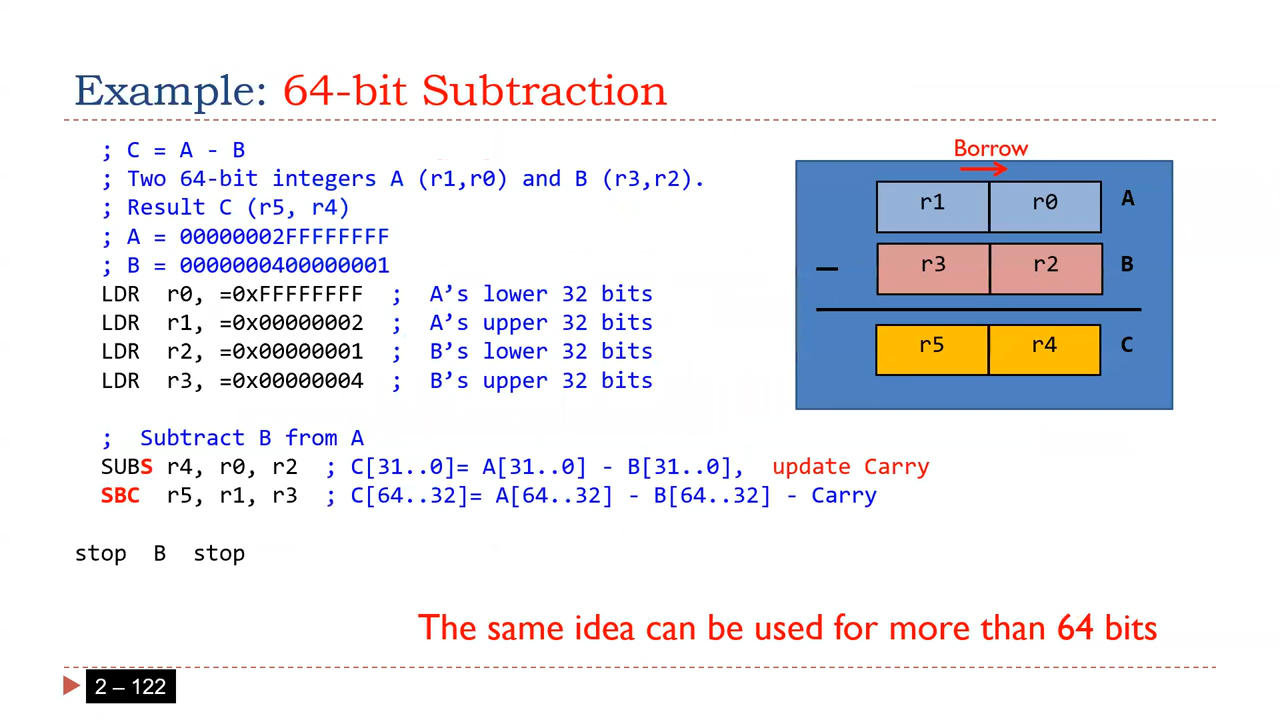 Example: 64-bit Subtraction
; C = A - B
; Two 64-bit integers A (r1,r0) and B (r3,r2).
; Result C (r5, r4)
; A = 00000002FFFFFFFF
; B = 0000000400000001
LDR r0, =0xFFFFFFFF ; A’s lower 32 bits
LDR r1, =0x00000002 ; A’s upper 32 bits
LDR r2, =0x00000001 ; B’s lower 32 bits
LDR r3, =0x00000004 ; B’s upper 32 bits
; Subtract B from A
SUBS r4, r0, r2 ; C[31..0]= A[31..0] - B[31..0], update Carry
SBC r5, r1, r3 ; C[64..32]= A[64..32] - B[64..32] - Carry
stop B stop
Borrow
r1 r0 A
– r3 r2 B
r5 r4 C
The same idea can be used for more than 64 bits
2 – 122